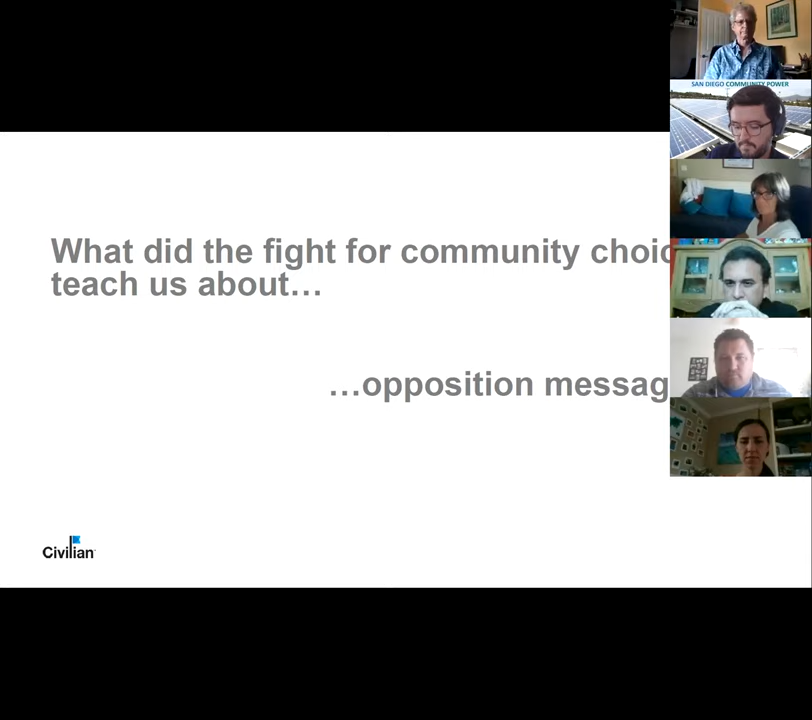 SAN DIEGO COMMUNITY POWER
What did the fight for community choic
teach us about…
…opposition messag
Civilian